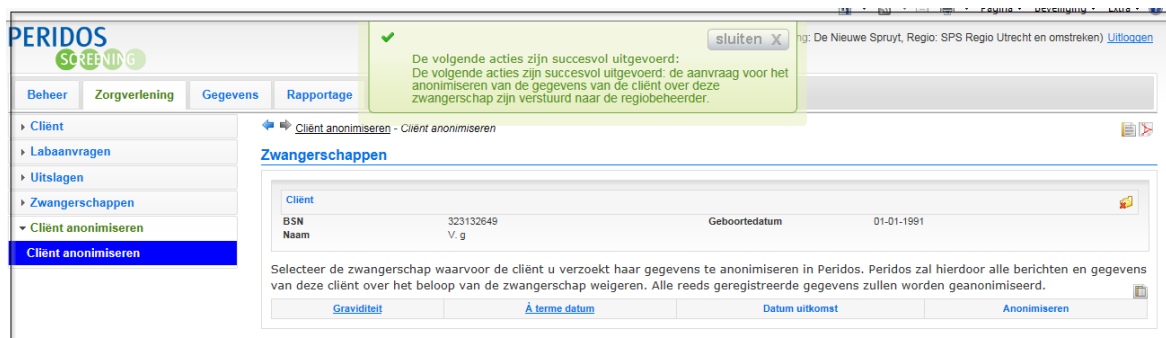 Pagina Beveiliging Extra
PERIDOS
SCREENING
sluiten X
ng: De Nieuwe Spruyt, Regio: SPS Regio Utrecht en omstreken) Uitloggen
De volgende acties zijn succesvol uitgevoerd:
De volgende acties zijn succesvol uitgevoerd: de aanvraag voor het
anonimiseren van de gegevens van de cliënt over deze
zwangerschap zijn verstuurd naar de regiobeheerder.
Beheer Zorgverlening Gegevens Rapportage
Cliënt
Labaanvragen
Uitslagen
Zwangerschappen
Cliënt anonimiseren
Cliënt anonimiseren
Cliënt anonimiseren - Cliënt anonimiseren
Zwangerschappen
Cliënt
BSN 323132649 Geboortedatum 01-01-1991
Naam V. g
Selecteer de zwangerschap waarvoor de cliënt u verzoekt haar gegevens te anonimiseren in Peridos. Peridos zal hierdoor alle berichten en gegevens
van deze cliënt over het beloop van de zwangerschap weigeren. Alle reeds geregistreerde gegevens zullen worden geanonimiseerd.
Graviditeit À terme datum Datum uitkomst Anonimiseren